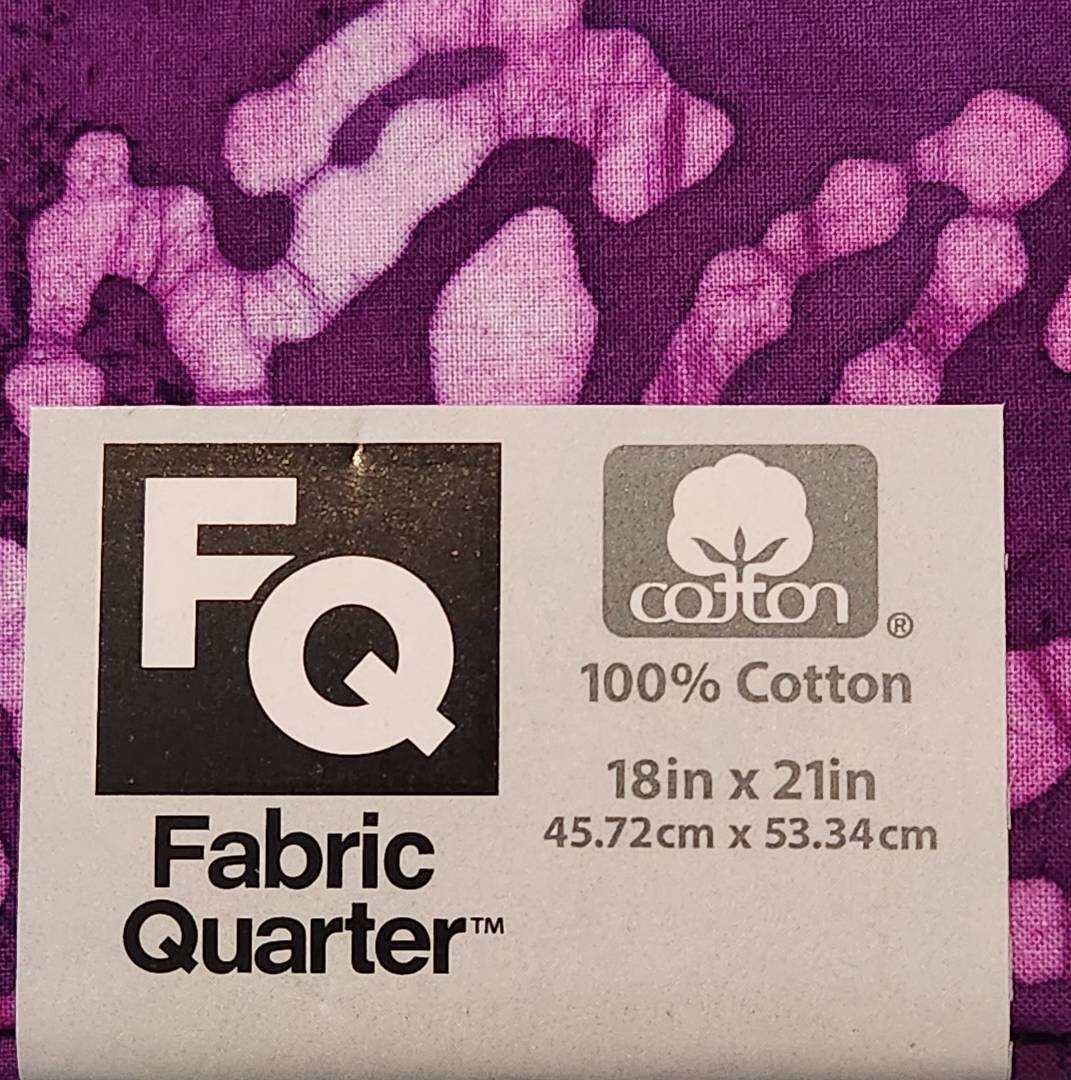 FQ
Fabric
Quarter™
cotton
®
100% Cotton
18in x 21in
45.72cm x 53.34cm